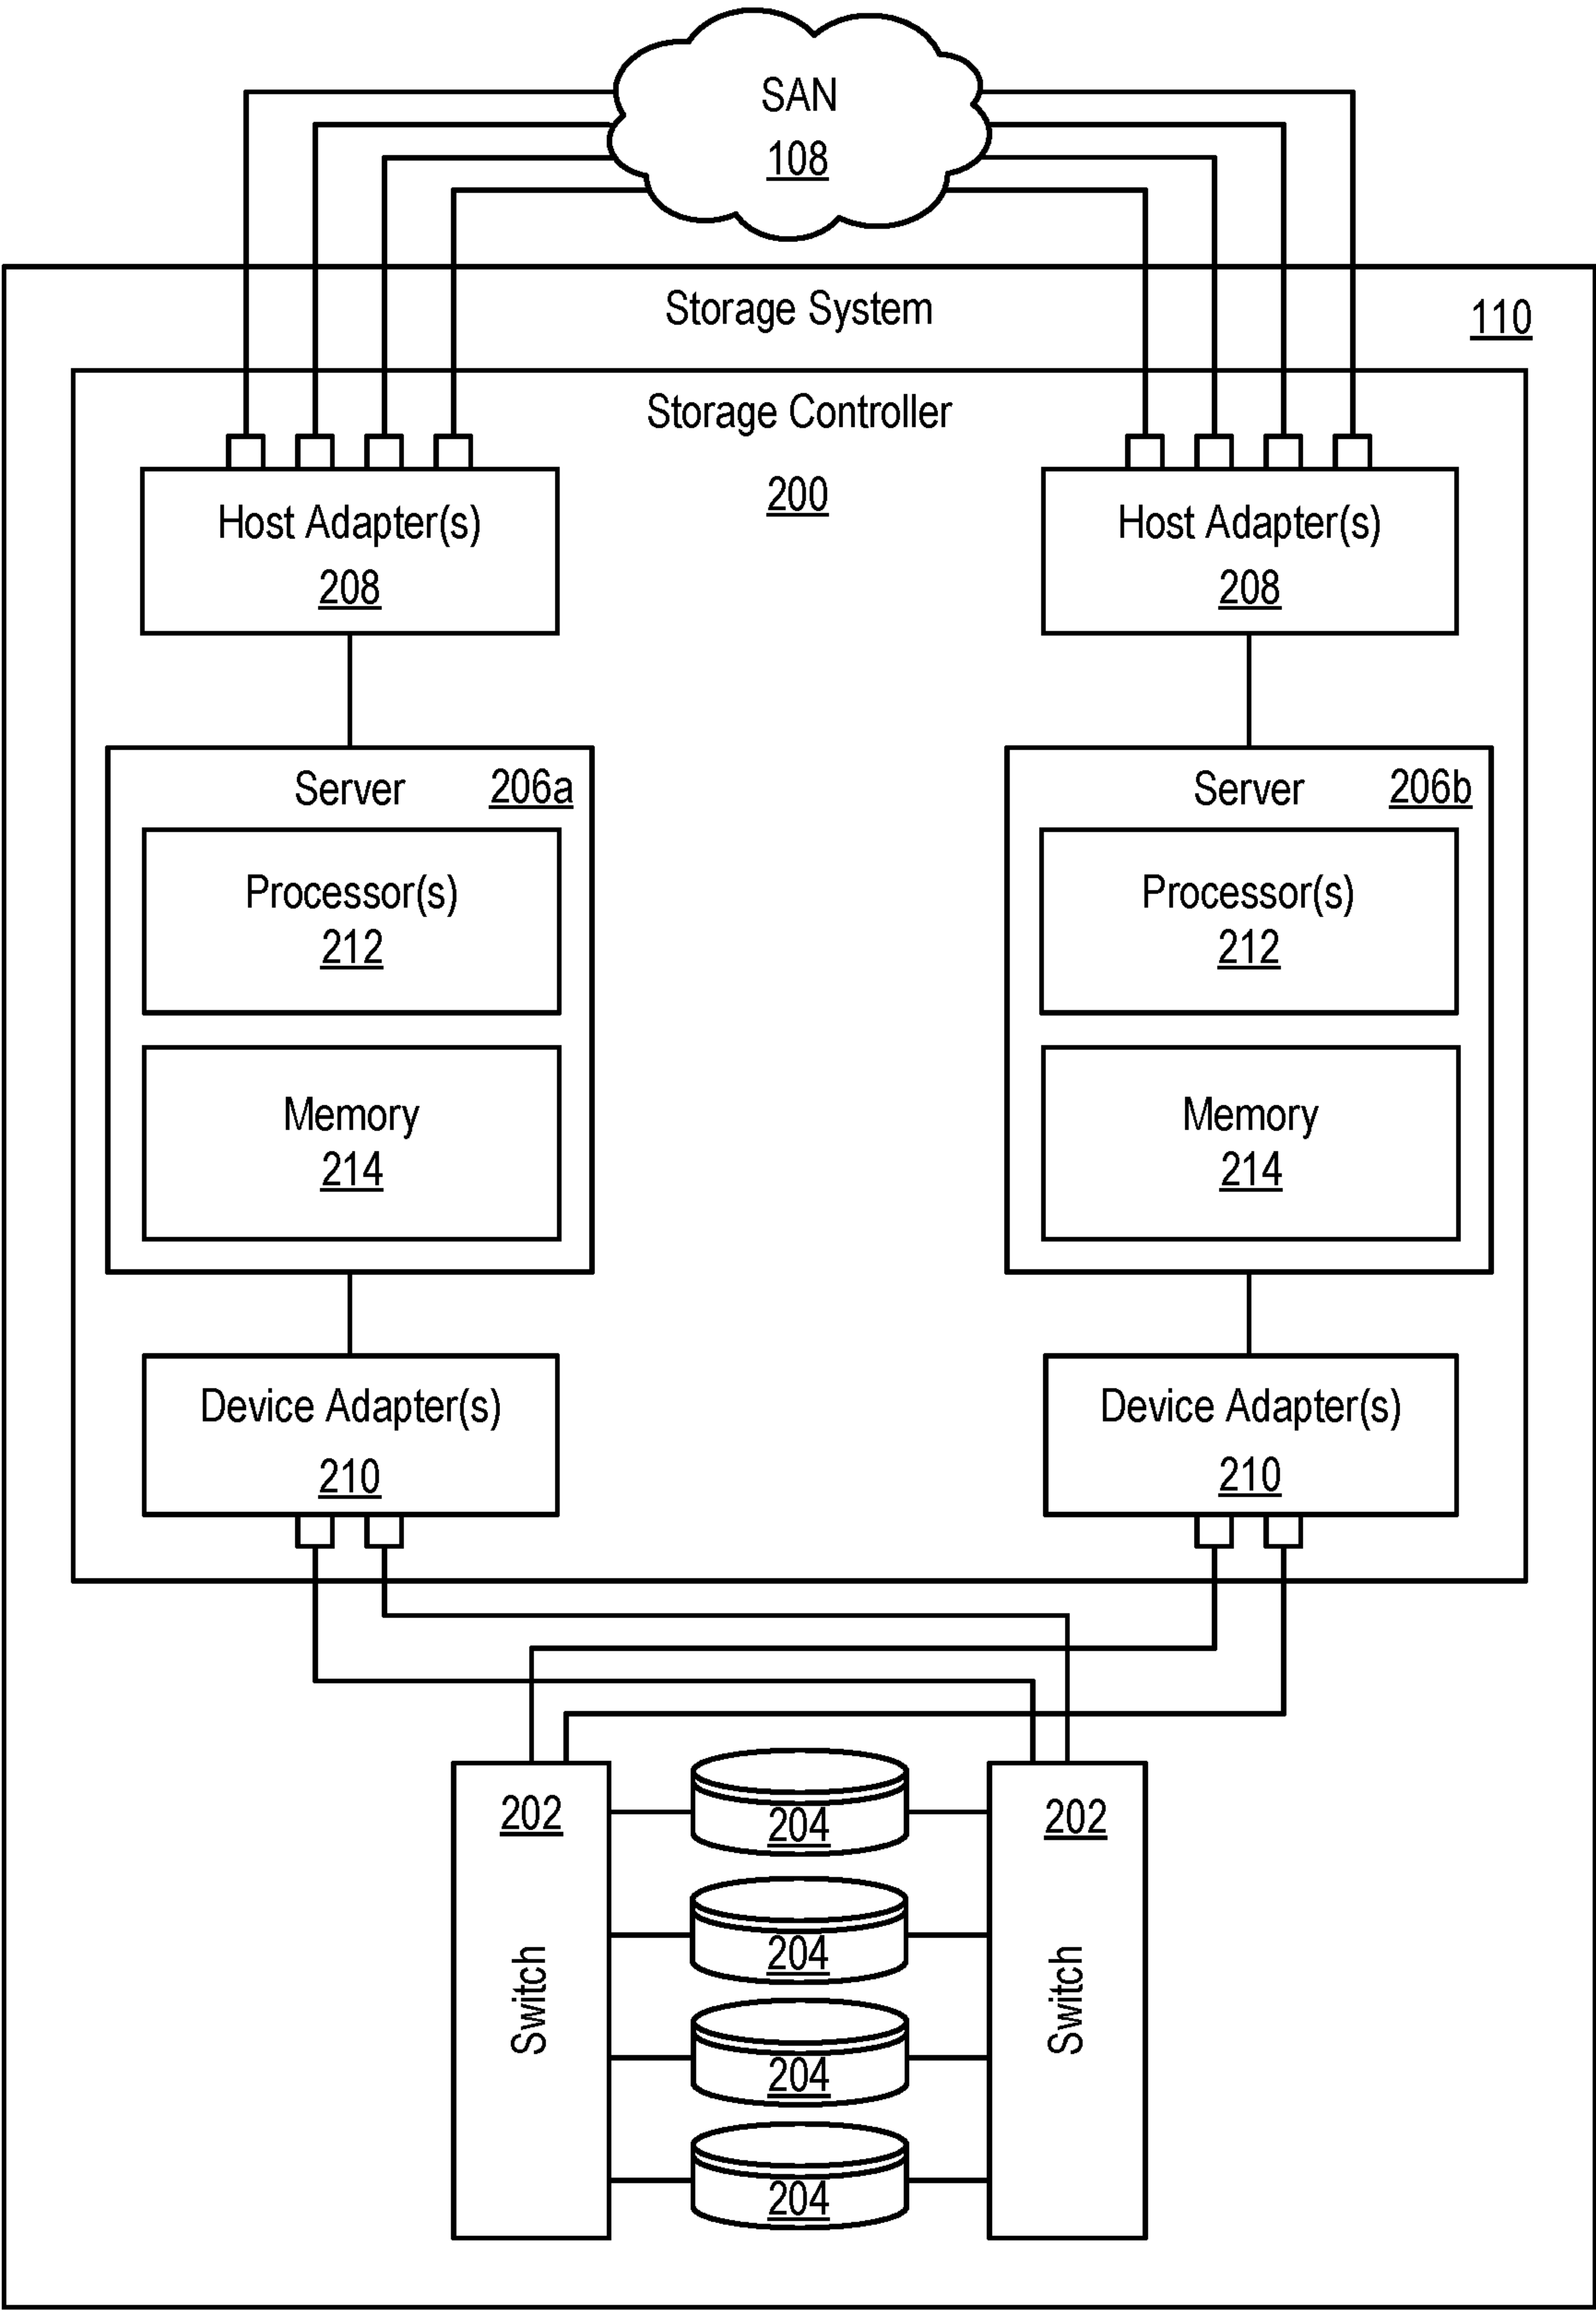 SAN
108
Storage System
110
Storage Controller
200
Host Adapter(s)
208
Host Adapter(s)
208
Server
206a
Processor(s)
212
Memory
214
Server
206b
Processor(s)
212
Memory
214
Device Adapter(s)
210
Device Adapter(s)
210
202
Switch
204
204
204
204
202
Switch